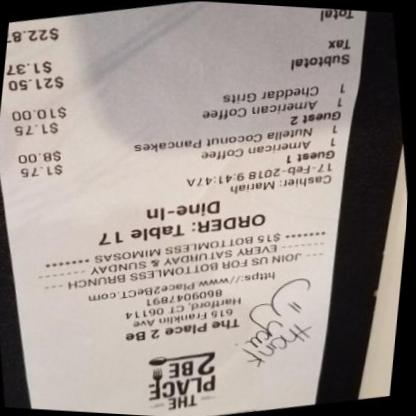 THE
PLACE
2 BE
thank
you!
The Place 2 Be
615 Franklin Ave
Hartford, CT 06114
8609047891
https://www.Place2BeCT.com
JOIN US FOR BOTTOMLESS BRUNCH
EVERY SATURDAY & SUNDAY
$15 BOTTOMLESS MIMOSAS
ORDER: Table 17
Dine-In
Cashier: Mariah
17-Feb-2018 9:41:47A
Guest 1
1 American Coffee $1.75
1 Nutella Coconut Pancakes $8.00
Guest 2
1 American Coffee $1.75
1 Cheddar Grits $10.00
Subtotal $21.50
Tax $1.37
Total $22.87